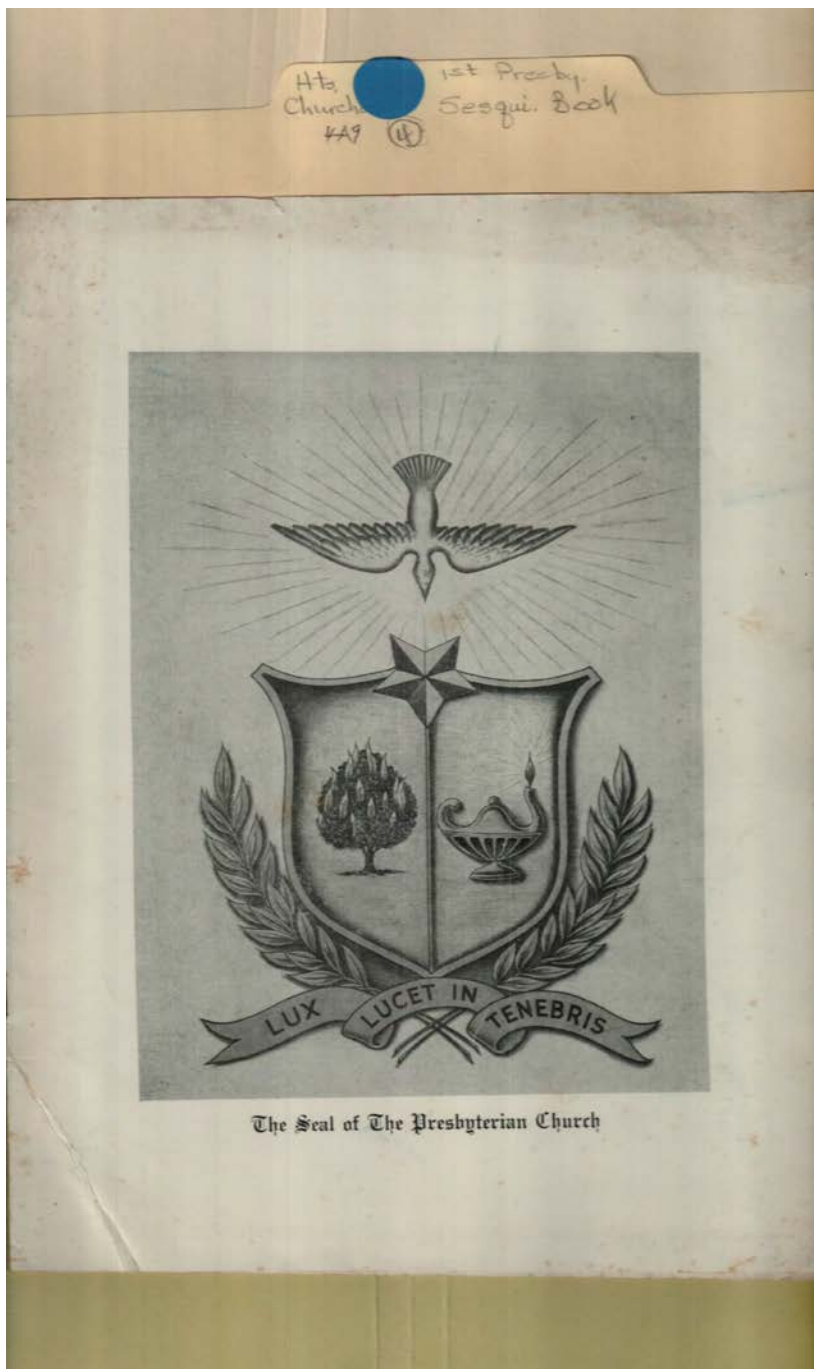 Hts. 1st Presby.
Church Sesqui. Book
4A9 4
LUX LUCET IN TENEBRIS
The Seal of The Presbyterian Church